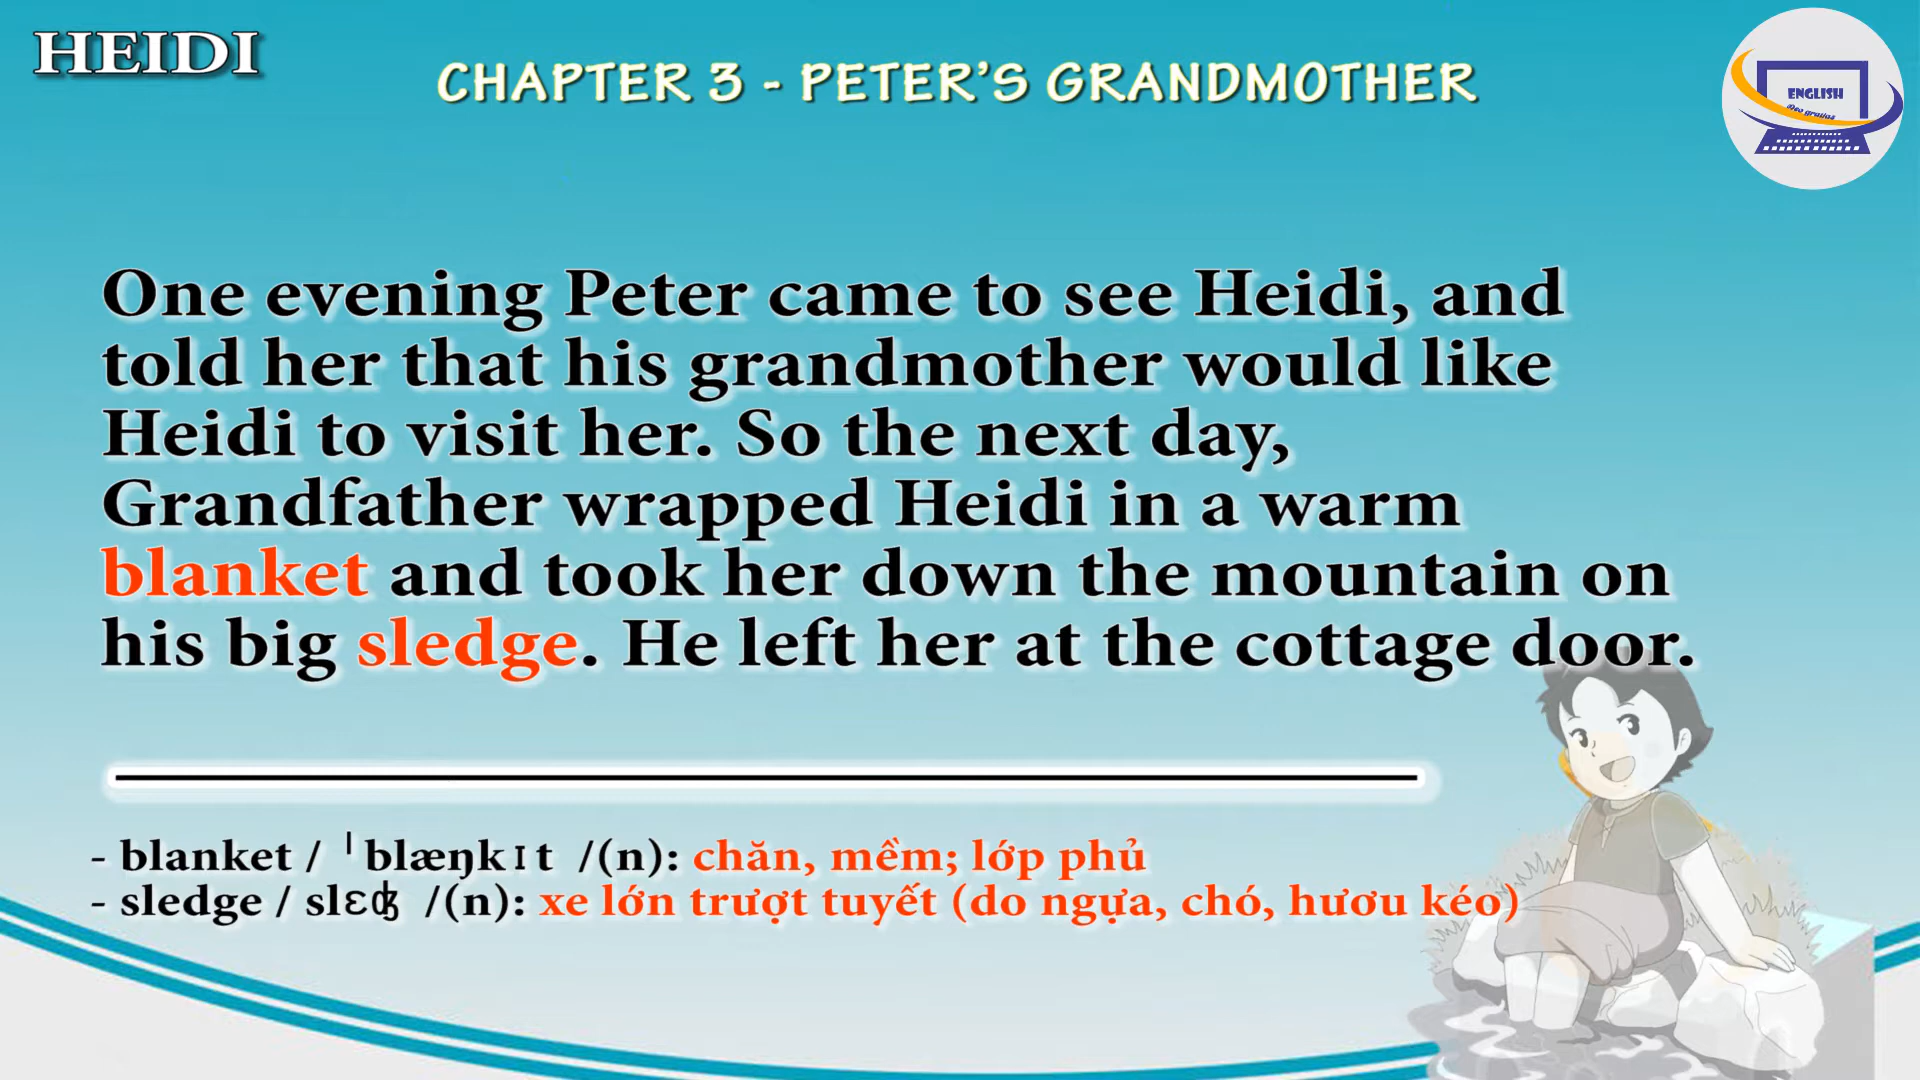 HEIDI
CHAPTER 3 - PETER'S GRANDMOTHER
ENGLISH
Deo gratias
One evening Peter came to see Heidi, and
told her that his grandmother would like
Heidi to visit her. So the next day,
Grandfather wrapped Heidi in a warm
blanket and took her down the mountain on
his big sledge. He left her at the cottage door.
- blanket / ˈblæŋkɪt /(n): chăn, mềm; lớp phủ
- sledge / slɛʤ /(n): xe lớn trượt tuyết (do ngựa, chó, hươu kéo)